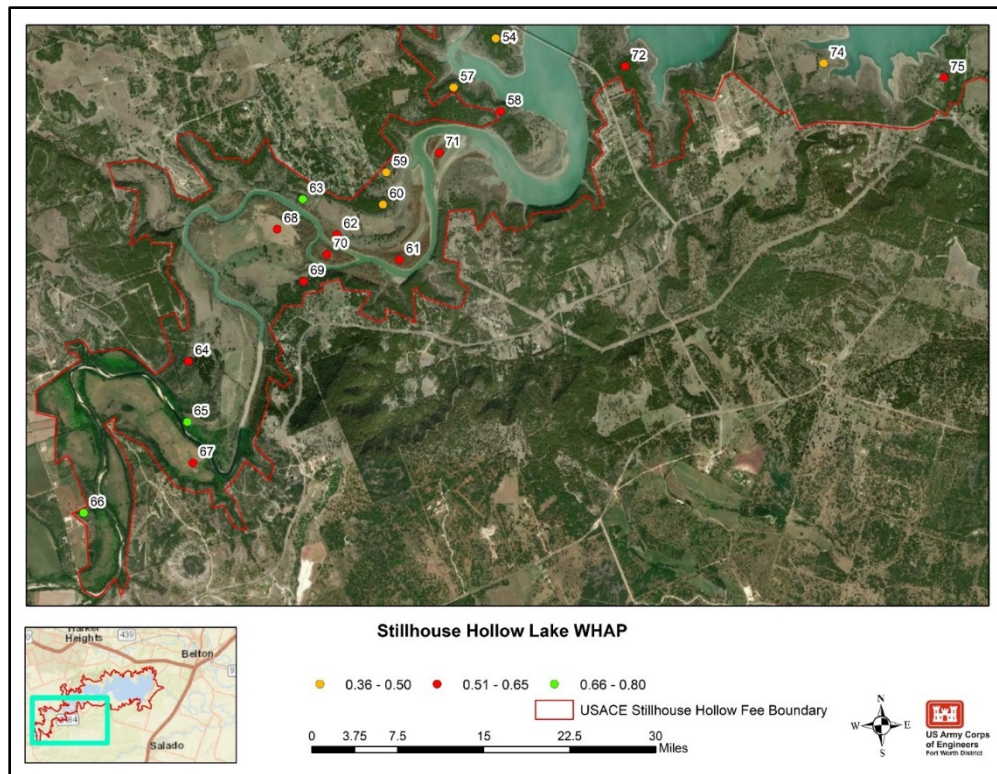 54
72
74
75
57
58
71
59
60
63
68
62
70
61
69
64
65
67
66
Stillhouse Hollow Lake WHAP
0.36 - 0.50 0.51 - 0.65 0.66 - 0.80
USACE Stillhouse Hollow Fee Boundary
0 3.75 7.5 15 22.5 30
Miles
Heights
439
Belton
Salado
N
W E
S
US Army Corps
of Engineers
Fort Worth District